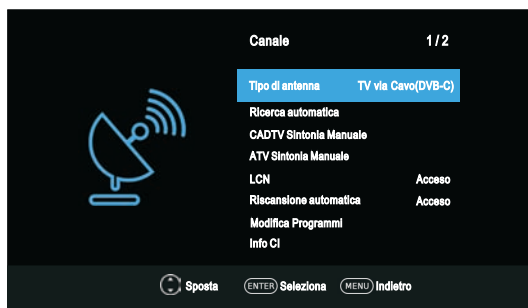 Canale 1/2
Tipo di antenna TV via Cavo(DVB-C)
Ricerca automatica
CADTV Sintonia Manuale
ATV Sintonia Manuale
LCN Acceso
Riscansione automatica Acceso
Modifica Programmi
Info CI
Sposta ENTER Seleziona MENU Indietro